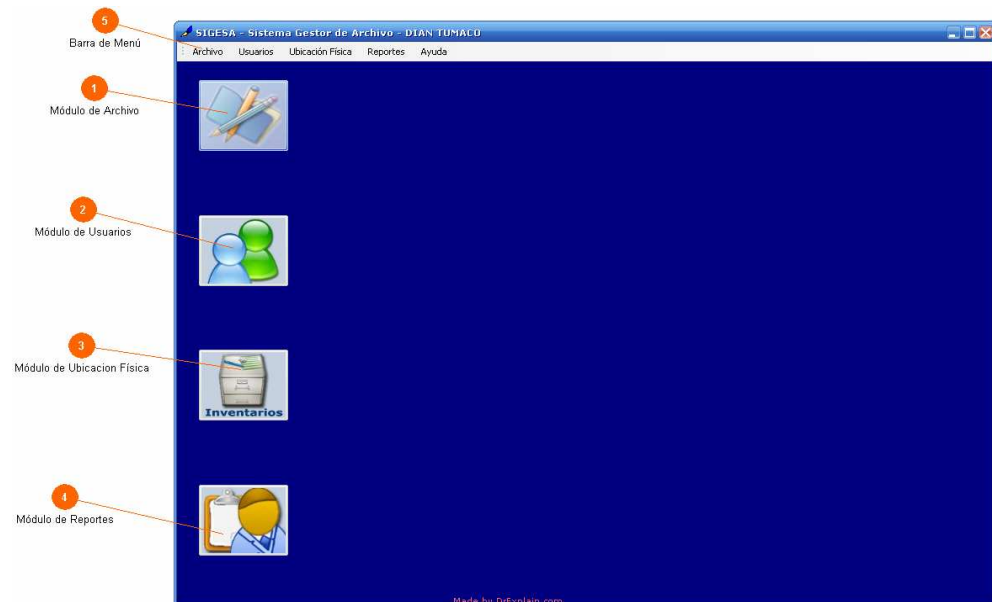 5
Barra de Menú
SIGESA - Sistema Gestor de Archivo - DIAN TUMACO
Archivo Usuarios Ubicación Física Reportes Ayuda
1
Módulo de Archivo
2
Módulo de Usuarios
3
Módulo de Ubicacion Física
Inventarios
4
Módulo de Reportes
Made by DrExplain.com